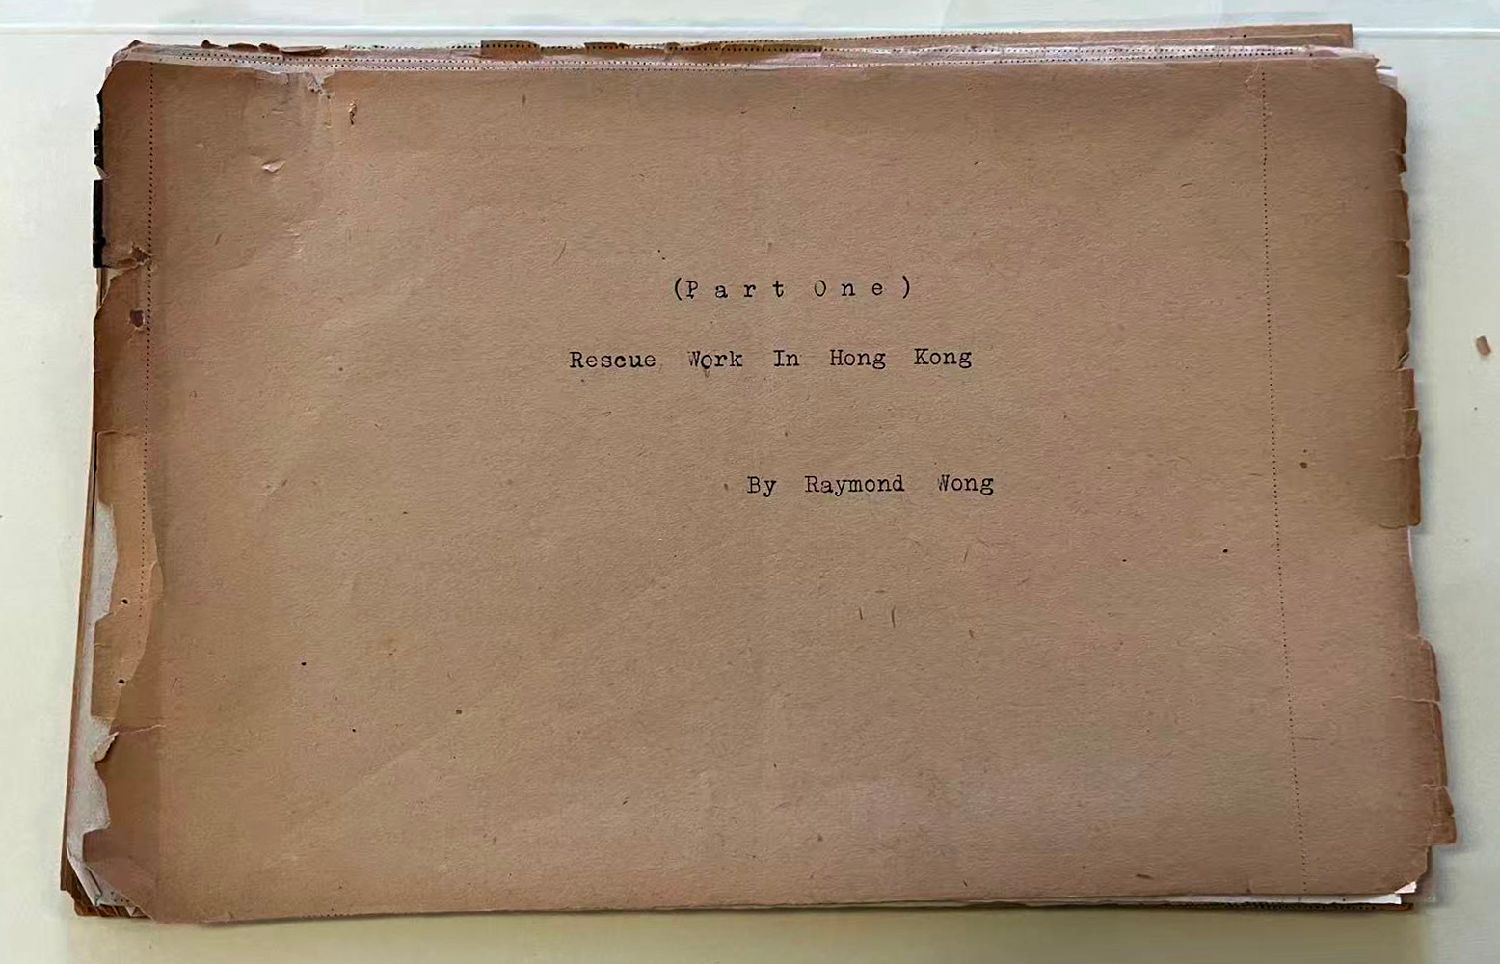 (Part One)
Rescue Work In Hong Kong
By Raymond Wong